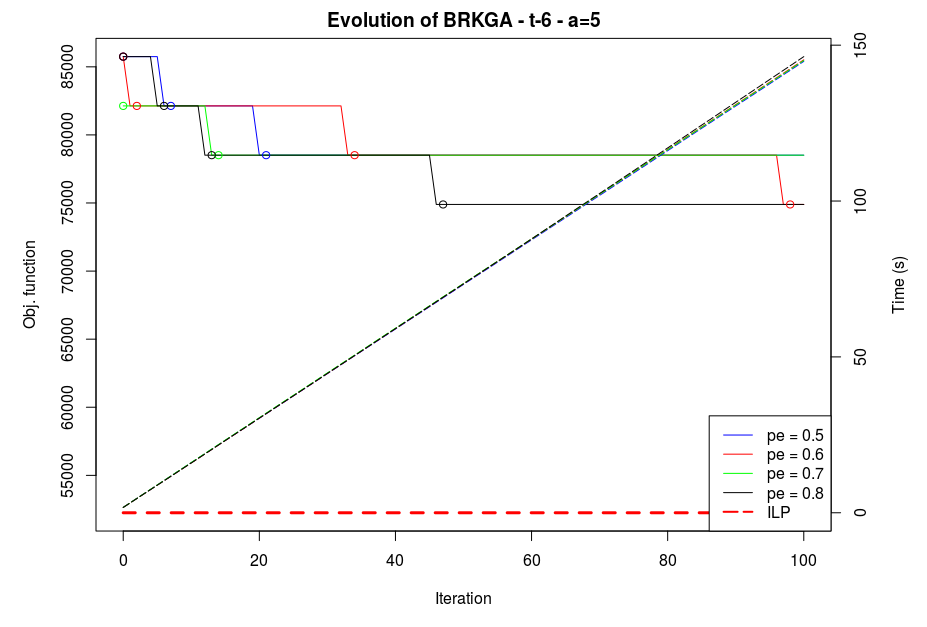 Evolution of BRKGA - t-6 - a=5
Obj. function
85000
80000
75000
70000
65000
60000
55000
150
100
50
0
Time (s)
pe = 0.5
pe = 0.6
pe = 0.7
pe = 0.8
ILP
0 20 40 60 80 100
Iteration